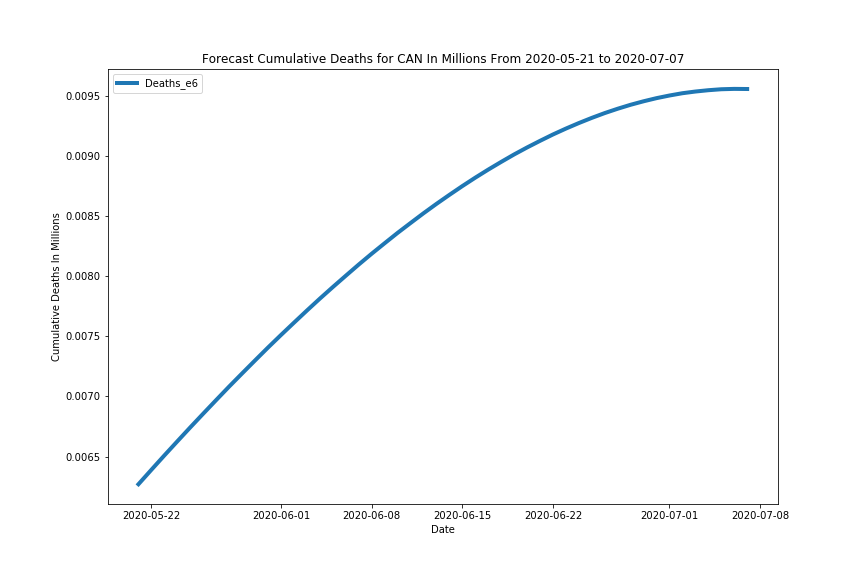 Forecast Cumulative Deaths for CAN In Millions From 2020-05-21 to 2020-07-07
Deaths_e6
Cumulative Deaths In Millions
0.0095
0.0090
0.0085
0.0080
0.0075
0.0070
0.0065
2020-05-22 2020-06-01 2020-06-08 2020-06-15 2020-06-22 2020-07-01 2020-07-08
Date